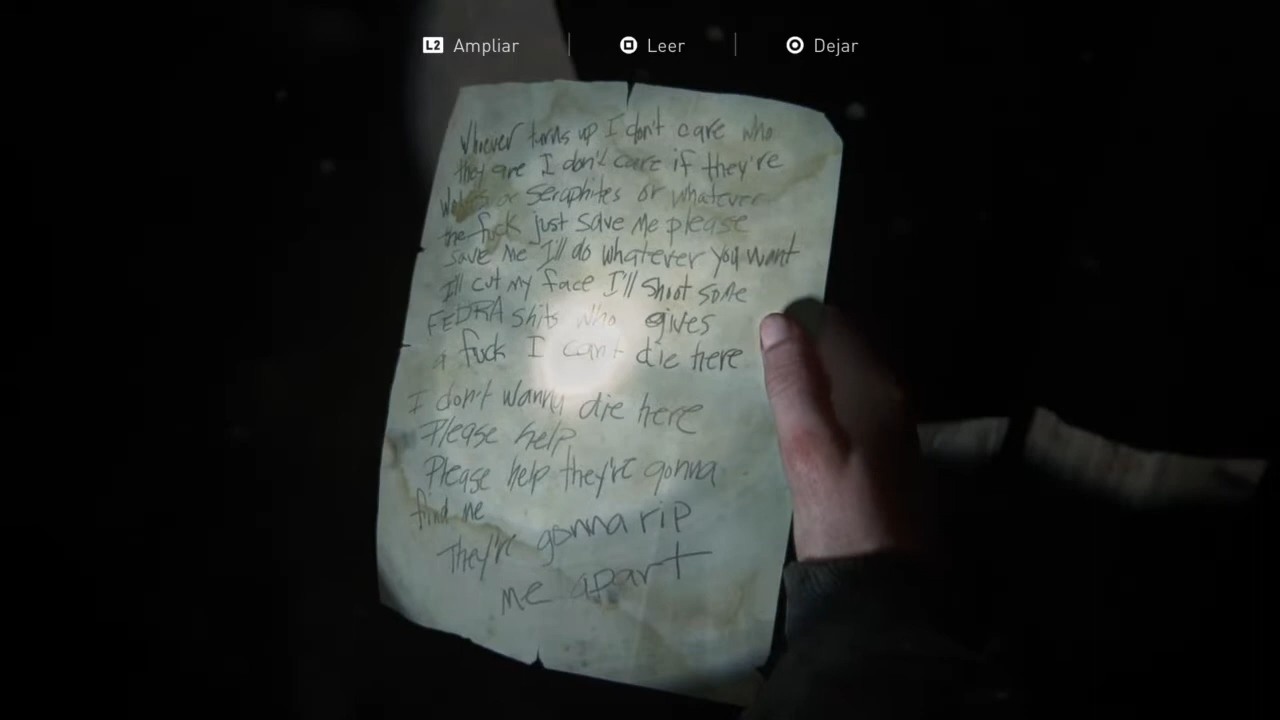 L2 Ampliar Leer Dejar
Whoever turns up I don't care who
they are I don't care if they're
Wolves or Seraphites or whatever
the fuck just save me please
save me I'll do whatever you want
I'll cut my face I'll shoot some
FEDRA shits who gives
a fuck I can't die here
I don't wanna die here
Please help
Please help they're gonna
find me
They're gonna rip
me apart